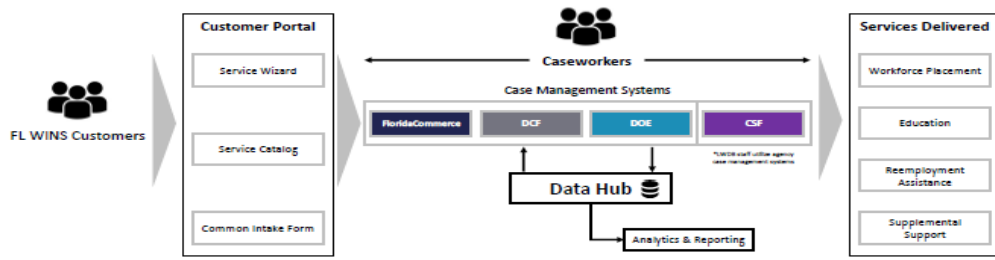 FL WINS Customers
Customer Portal
Service Wizard
Service Catalog
Common Intake Form
Caseworkers
Case Management Systems
FloridaCommerce
DCF
DOE
CSF
*LWDB staff utilize agency
case management systems
Data Hub
Analytics & Reporting
Services Delivered
Workforce Placement
Education
Reemployment
Assistance
Supplemental
Support